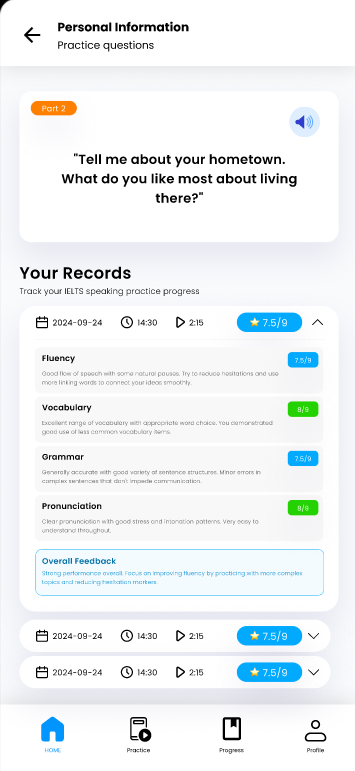 Personal Information
Practice questions
Part 2
"Tell me about your hometown.
What do you like most about living
there?"
Your Records
Track your IELTS speaking practice progress
2024-09-24 14:30 2:15 7.5/9
Fluency 7.5/9
Good flow of speech with some natural pauses. Try to reduce hesitations and use
more linking words to connect your ideas smoothly.
Vocabulary 8/9
Excellent range of vocabulary with appropriate word choice. You demonstrated
good use of less common vocabulary items.
Grammar 7.5/9
Generally accurate with good variety of sentence structures. Minor errors in
complex sentences that don't impede communication.
Pronunciation 8/9
Clear pronunciation with good stress and intonation patterns. Very easy to
understand throughout.
Overall Feedback
Strong performance overall. Focus on improving fluency by practicing with more complex
topics and reducing hesitation markers.
2024-09-24 14:30 2:15 7.5/9
2024-09-24 14:30 2:15 7.5/9
HOME Practice Progress Profile